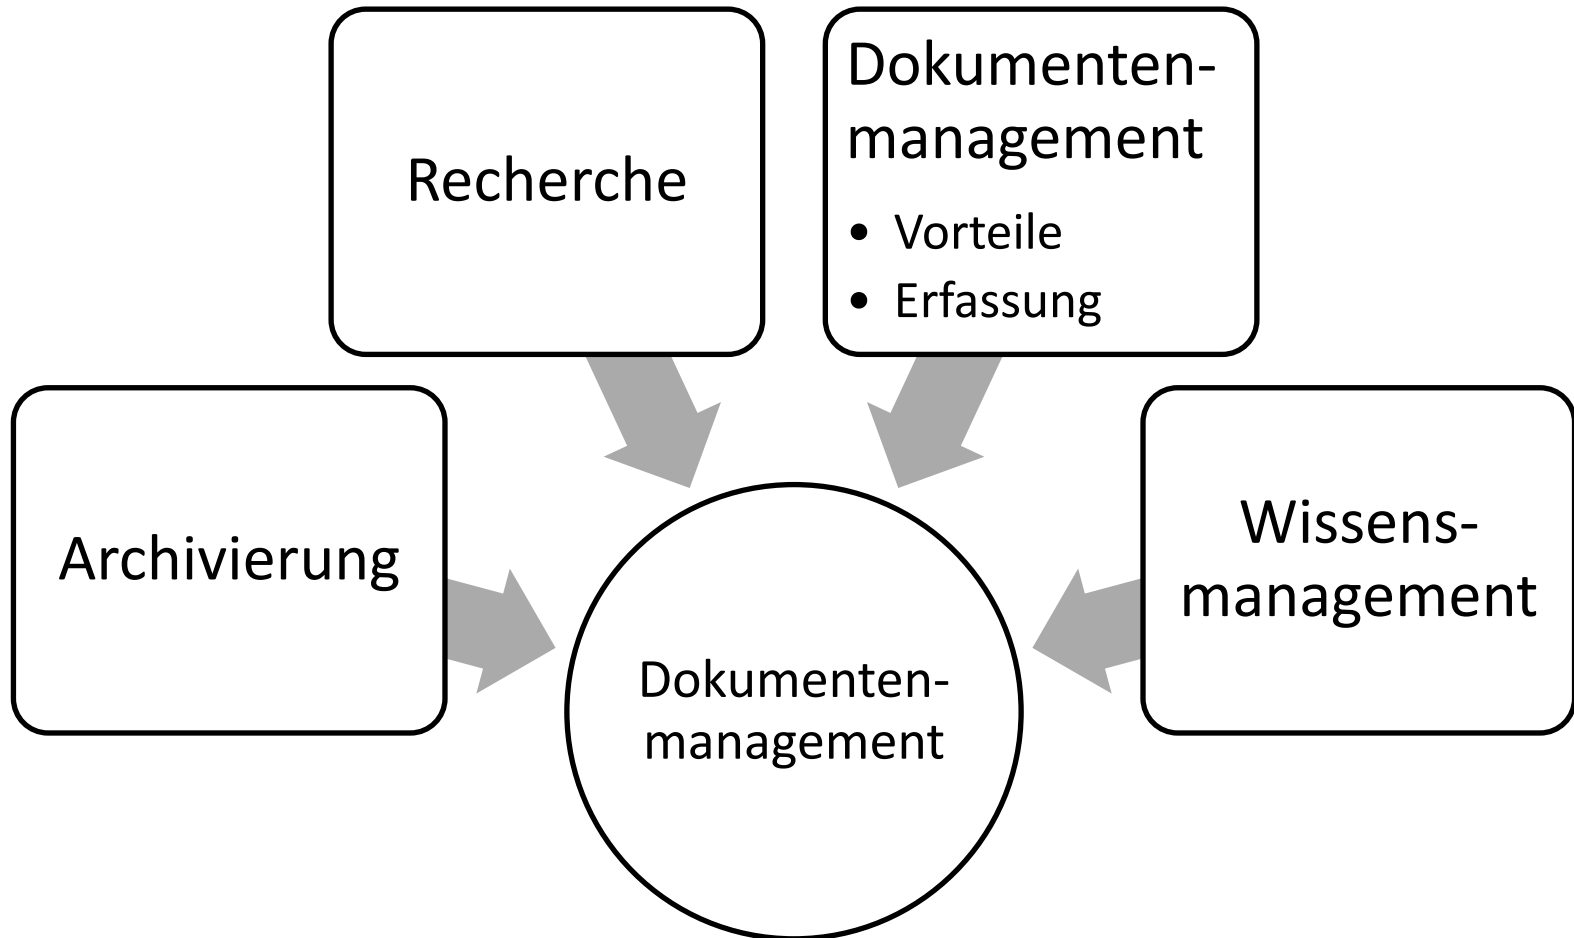 Recherche
Dokumenten-
management
• Vorteile
• Erfassung
Archivierung
Wissens-
management
Dokumenten-
management